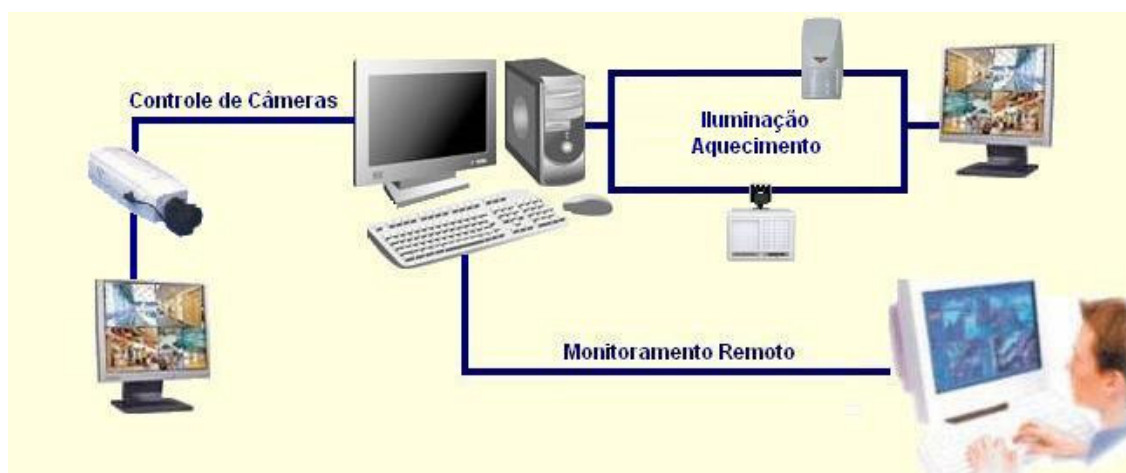 Controle de Câmeras
Iluminação
Aquecimento
Monitoramento Remoto